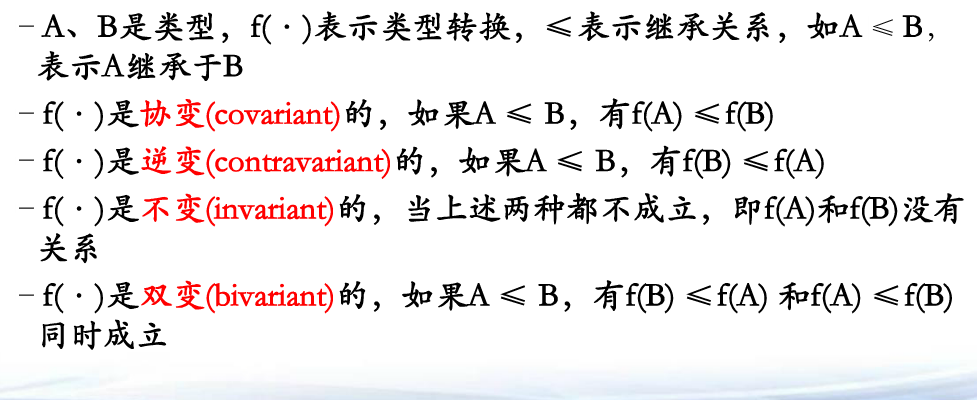 – A、B是类型，f(·)表示类型转换，≤表示继承关系，如A ≤ B，
表示A继承于B
– f(·)是协变(covariant)的，如果A ≤ B，有f(A) ≤f(B)
– f(·)是逆变(contravariant)的，如果A ≤ B，有f(B) ≤f(A)
– f(·)是不变(invariant)的，当上述两种都不成立，即f(A)和f(B)没有
关系
– f(·)是双变(bivariant)的，如果A ≤ B，有f(B) ≤f(A) 和f(A) ≤f(B)
同时成立